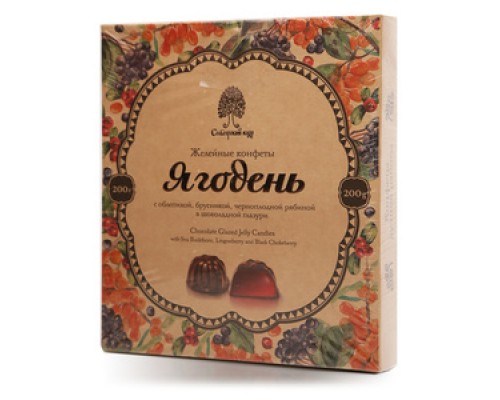 Сибирский кедр
Желейные конфеты
Ягодень
200г
200g
с облепихой, брусникой, черноплодной рябиной
в шоколадной глазури
Chocolate Glazed Jelly Candies
with Sea Buckthorn, Lingonberry and Black Chokeberry